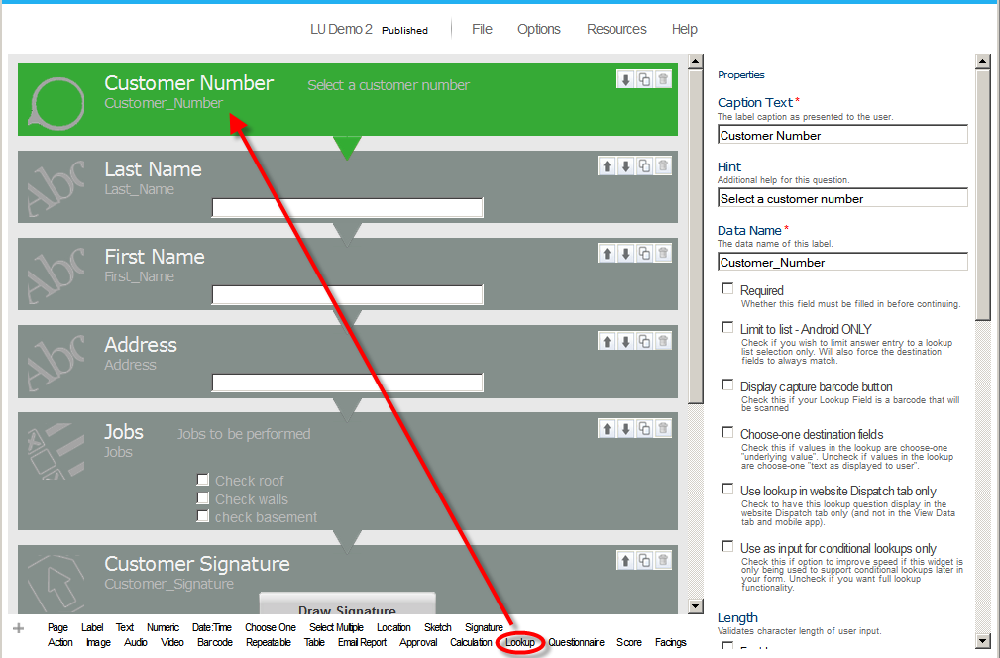 LU Demo 2 Published File Options Resources Help
Customer Number Select a customer number
Customer_Number
Abc
Last Name
Last_Name
Abc
First Name
First_Name
Abc
Address
Address
Jobs Jobs to be performed
Jobs
Check roof
Check walls
check basement
Customer Signature
Customer_Signature
Draw Signature
Page Label Text Numeric Date:Time Choose One Select Multiple Location Sketch Signature
Action Image Audio Video Barcode Repeatable Table Email Report Approval Calculation Lookup Questionnaire Score Facings
Properties
Caption Text*
The label caption as presented to the user.
Customer Number
Hint
Additional help for this question.
Select a customer number
Data Name*
The data name of this label.
Customer_Number
Required
Whether this field must be filled in before continuing.
Limit to list - Android ONLY
Check if you wish to limit answer entry to a lookup
list selection only. Will also force the destination
fields to always match.
Display capture barcode button
Check this if your Lookup Field is a barcode that will
be scanned
Choose-one destination fields
Check this if values in the lookup are choose-one
"underlying value". Uncheck if values in the lookup
are choose-one "text as displayed to user".
Use lookup in website Dispatch tab only
Check to have this lookup question display in the
website Dispatch tab only (and not in the View Data
tab and mobile app).
Use as input for conditional lookups only
Check this if option to improve speed if this widget is
only being used to support conditional lookups later in
your form. Uncheck if you want full lookup
functionality.
Length
Validates character length of user input.